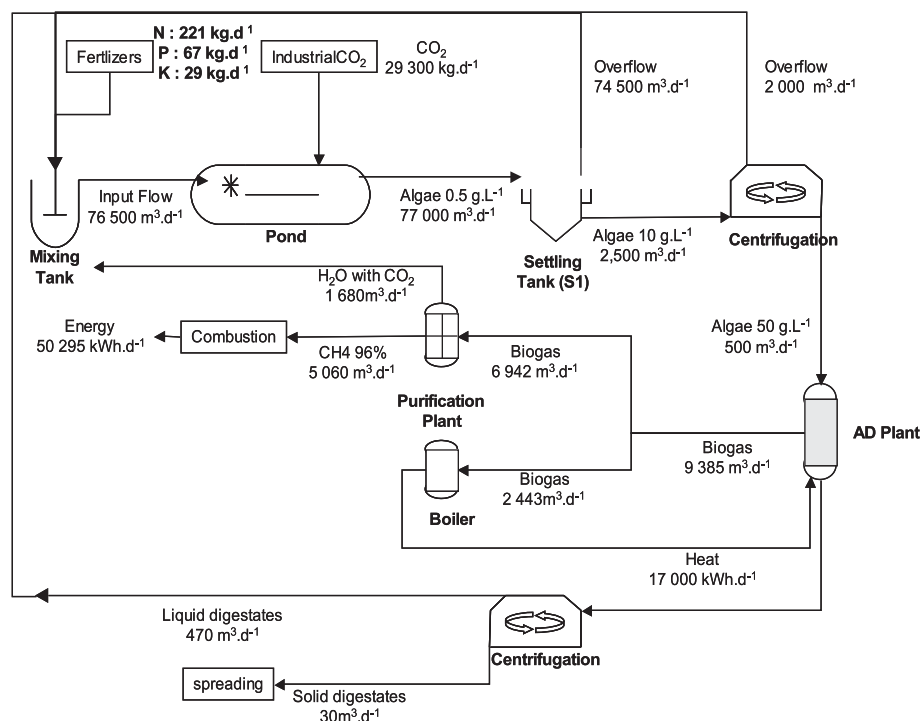 N : 221 kg.d 1
P : 67 kg.d 1
K : 29 kg.d 1
Fertlizers
IndustrialCO₂
CO₂
29 300 kg.d⁻¹
Overflow
74 500 m³.d⁻¹
Overflow
2 000 m³.d⁻¹
Input Flow
76 500 m³.d⁻¹
Pond
Algae 0.5 g.L⁻¹
77 000 m³.d⁻¹
Mixing
Tank
Settling
Tank (S1)
Algae 10 g.L⁻¹
2,500 m³.d⁻¹
Centrifugation
H₂O with CO₂
1 680m³.d⁻¹
Energy
50 295 kWh.d⁻¹
Combustion
CH4 96%
5 060 m³.d⁻¹
Purification
Plant
Biogas
6 942 m³.d⁻¹
Algae 50 g.L⁻¹
500 m³.d⁻¹
AD Plant
Biogas
9 385 m³.d⁻¹
Biogas
2 443m³.d⁻¹
Boiler
Heat
17 000 kWh.d⁻¹
Liquid digestates
470 m³.d⁻¹
Centrifugation
spreading
Solid digestates
30m³.d⁻¹